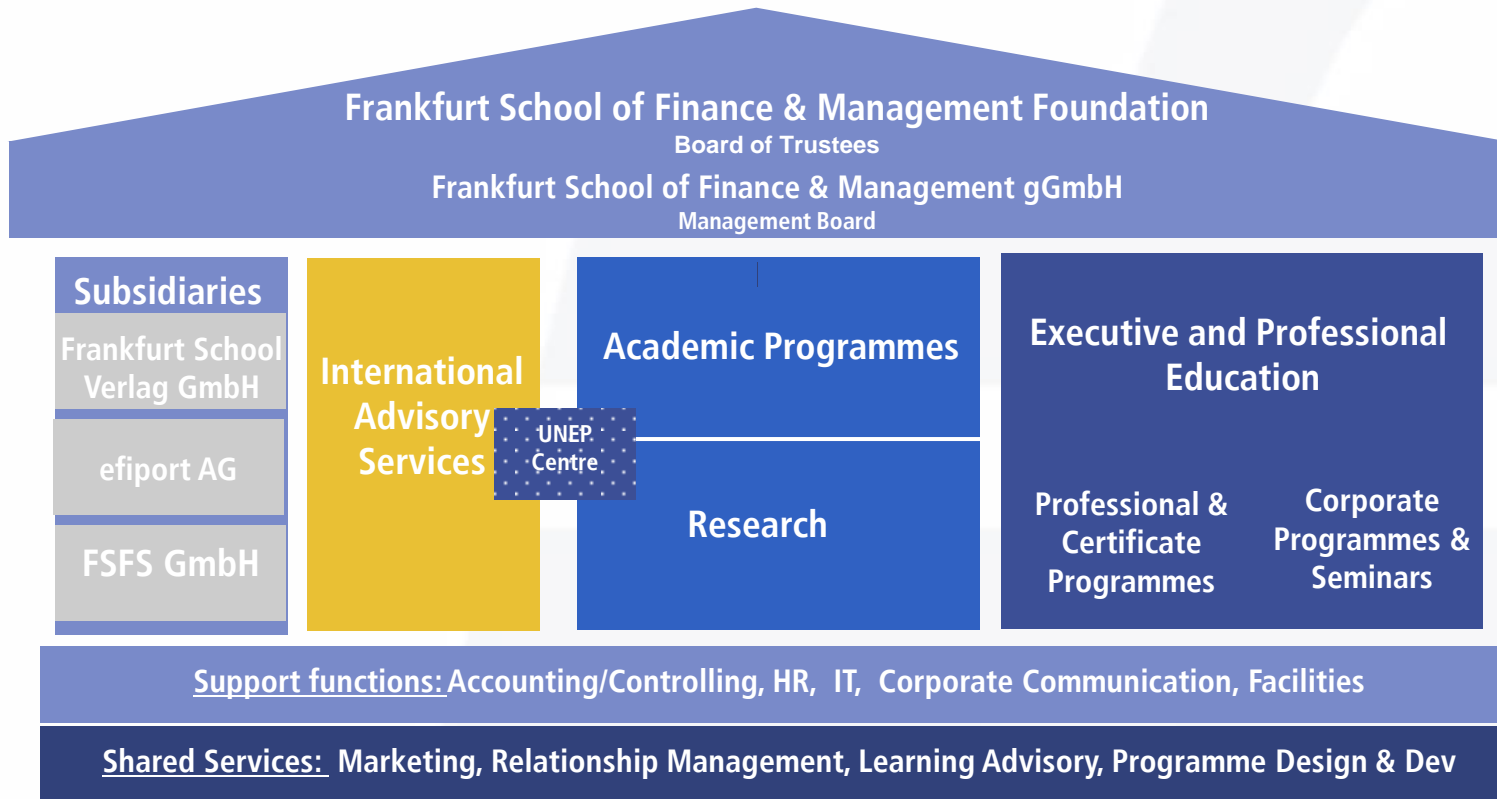 Frankfurt School of Finance & Management Foundation
Board of Trustees
Frankfurt School of Finance & Management gGmbH
Management Board
Subsidiaries
Frankfurt School
Verlag GmbH
efiport AG
FSFS GmbH
International
Advisory
Services
UNEP
Centre
Academic Programmes
Research
Executive and Professional
Education
Professional &
Certificate
Programmes
Corporate
Programmes &
Seminars
Support functions: Accounting/Controlling, HR, IT, Corporate Communication, Facilities
Shared Services: Marketing, Relationship Management, Learning Advisory, Programme Design & Dev